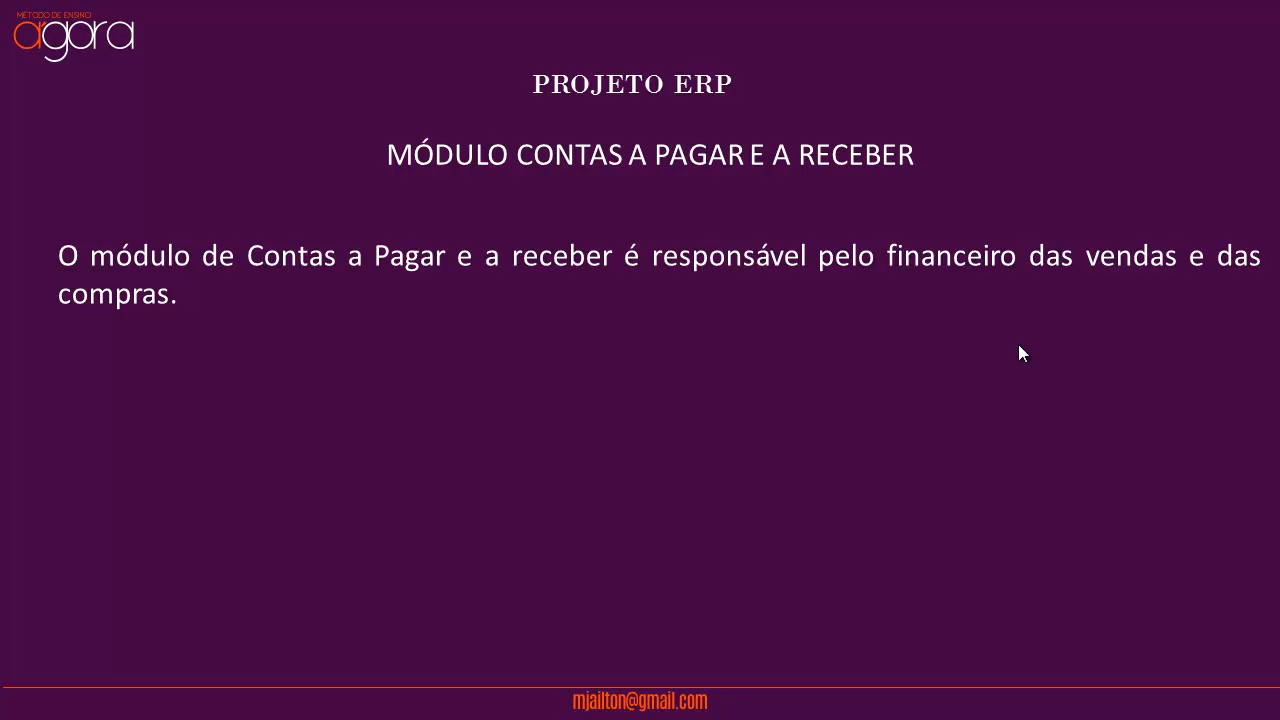 MÉTODO DE ENSINO
agora
PROJETO ERP
MÓDULO CONTAS A PAGAR E A RECEBER
O módulo de Contas a Pagar e a receber é responsável pelo financeiro das vendas e das
compras.
mjailton@gmail.com